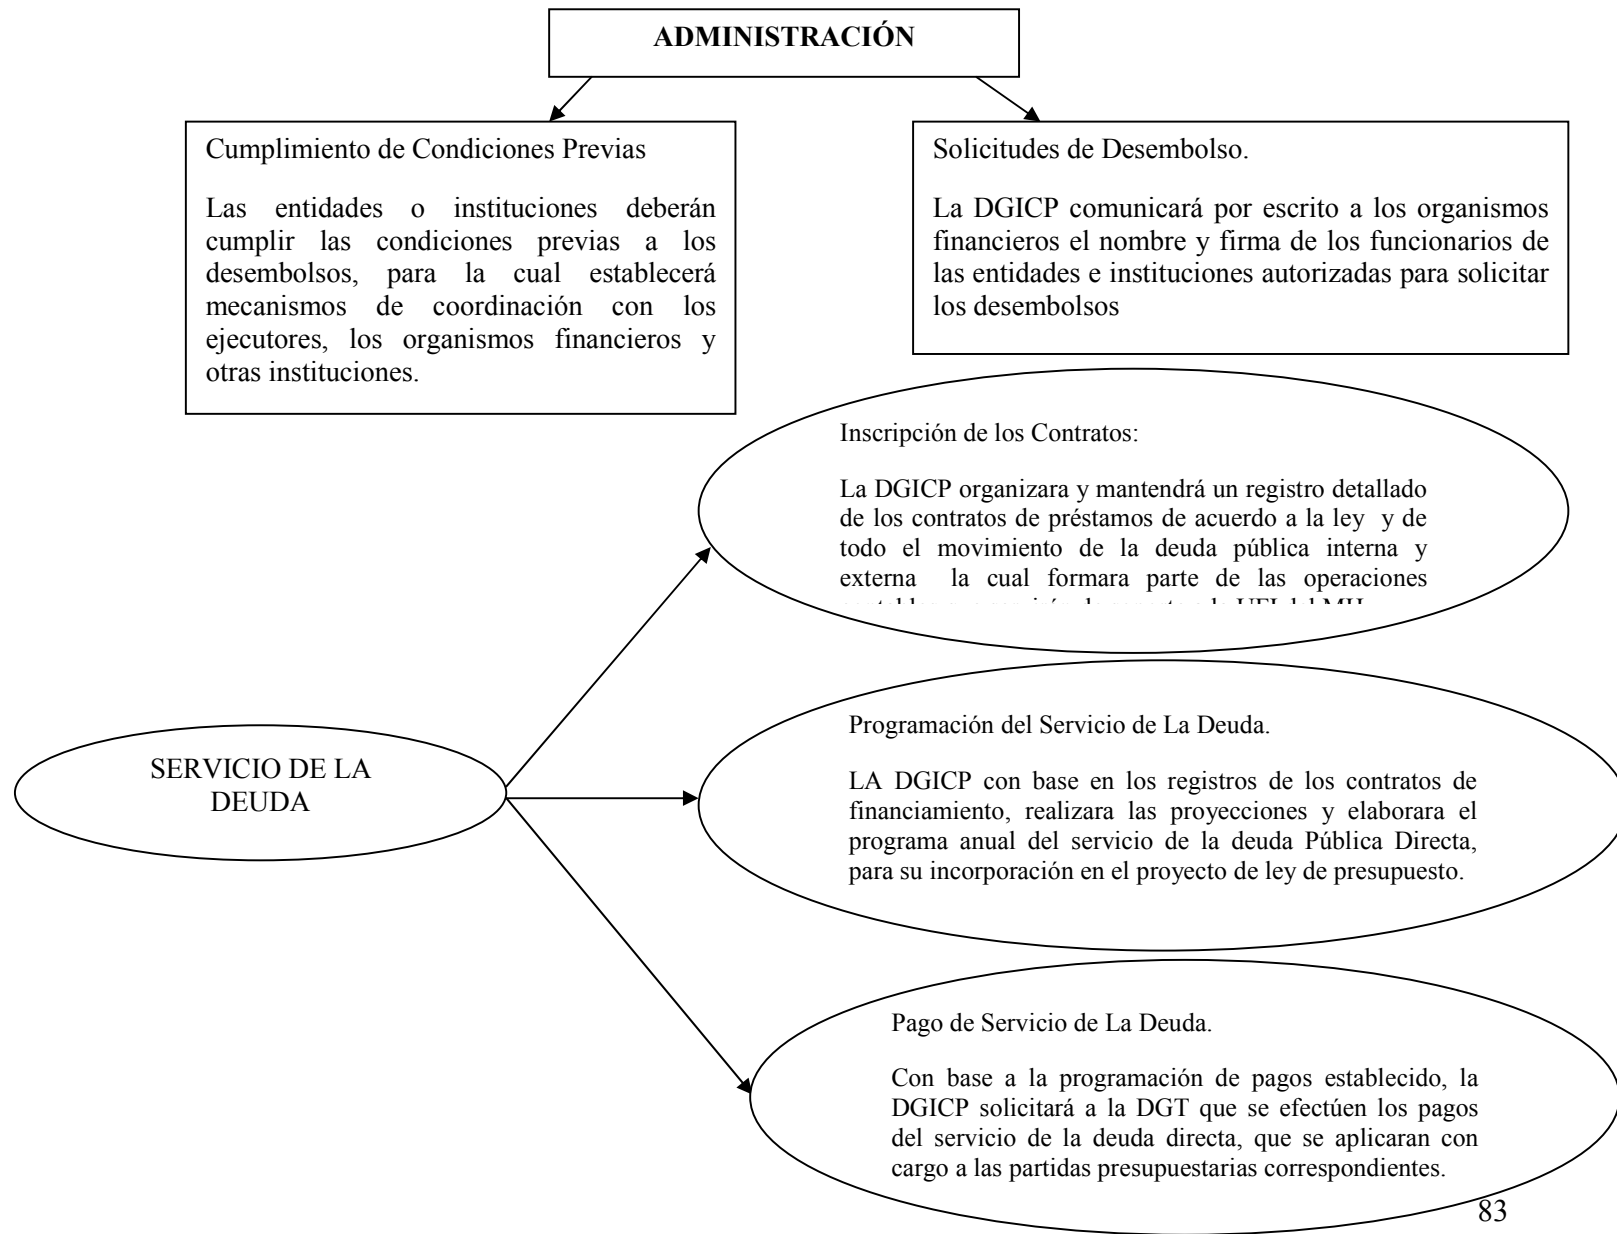 ADMINISTRACIÓN
Cumplimiento de Condiciones Previas
Las entidades o instituciones deberán
cumplir las condiciones previas a los
desembolsos, para la cual establecerá
mecanismos de coordinación con los
ejecutores, los organismos financieros y
otras instituciones.
Solicitudes de Desembolso.
La DGICP comunicará por escrito a los organismos
financieros el nombre y firma de los funcionarios de
las entidades e instituciones autorizadas para solicitar
los desembolsos
Inscripción de los Contratos:
La DGICP organizara y mantendrá un registro detallado
de los contratos de préstamos de acuerdo a la ley y de
todo el movimiento de la deuda pública interna y
externa la cual formara parte de las operaciones
SERVICIO DE LA
DEUDA
Programación del Servicio de La Deuda.
LA DGICP con base en los registros de los contratos de
financiamiento, realizara las proyecciones y elaborara el
programa anual del servicio de la deuda Pública Directa,
para su incorporación en el proyecto de ley de presupuesto.
Pago de Servicio de La Deuda.
Con base a la programación de pagos establecido, la
DGICP solicitará a la DGT que se efectúen los pagos
del servicio de la deuda directa, que se aplicaran con
cargo a las partidas presupuestarias correspondientes.
83